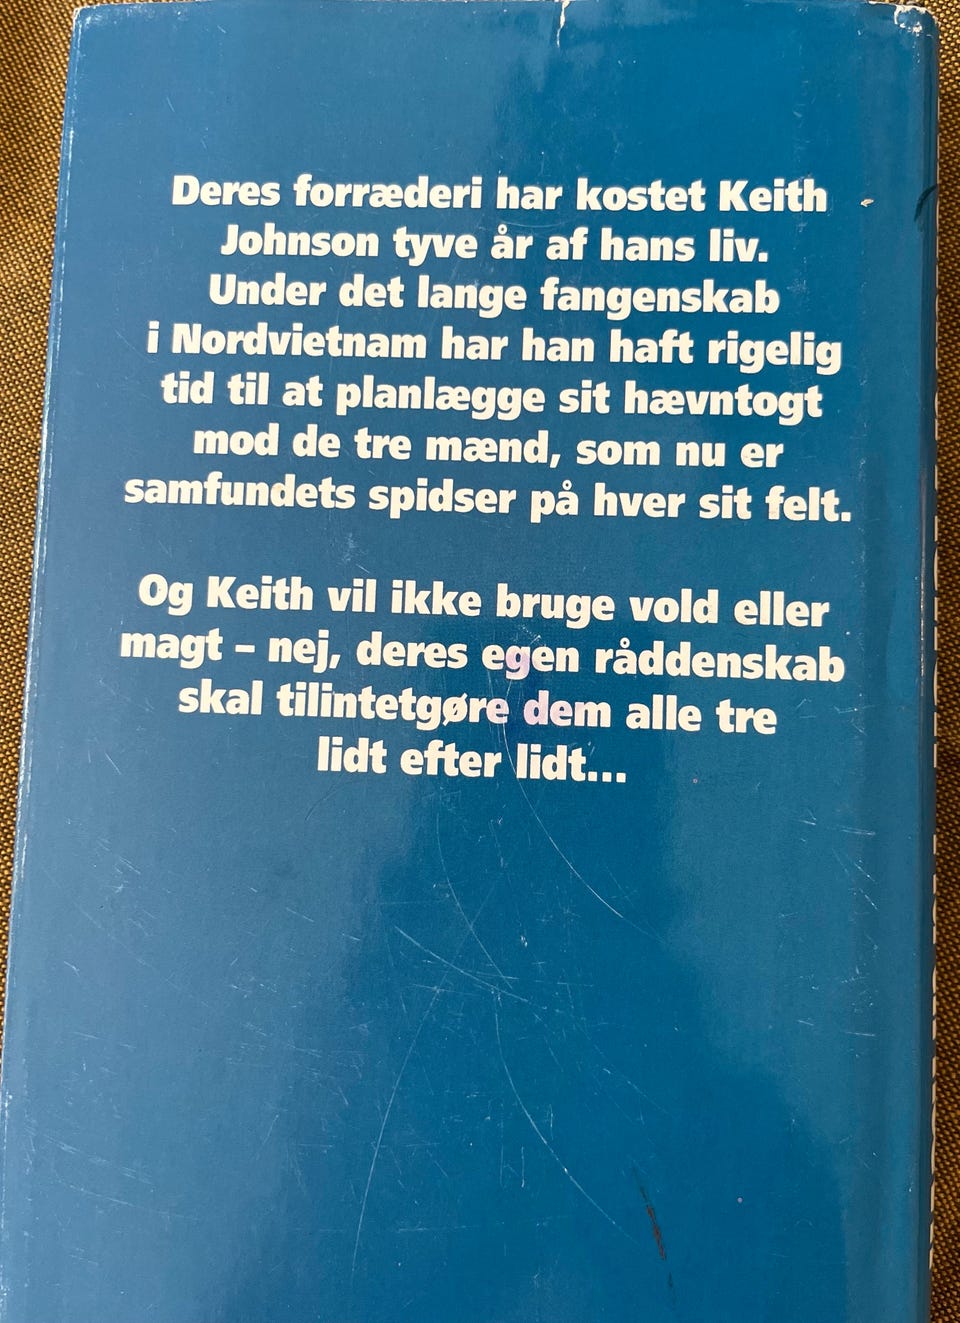 Deres forræderi har kostet Keith
Johnson tyve år af hans liv.
Under det lange fangenskab
i Nordvietnam har han haft rigelig
tid til at planlægge sit hævntogt
mod de tre mænd, som nu er
samfundets spidser på hver sit felt.
Og Keith vil ikke bruge vold eller
magt – nej, deres egen råddenskab
skal tilintetgøre dem alle tre
lidt efter lidt...